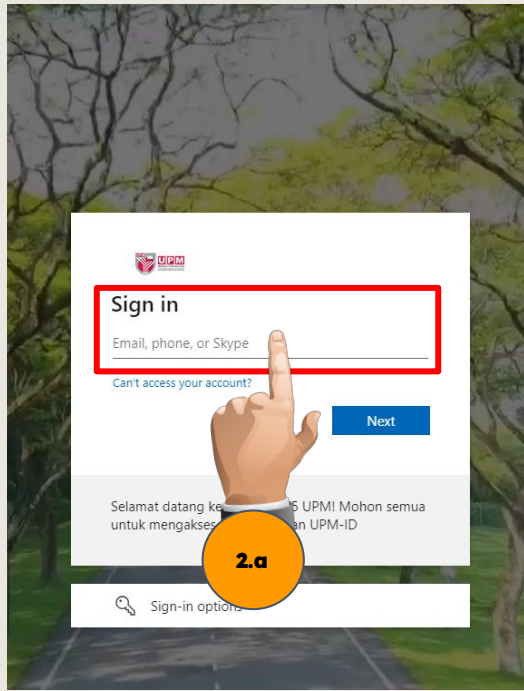 UPM
Sign in
Email, phone, or Skype
Can't access your account?
Next
Selamat datang ke 5 UPM! Mohon semua
untuk mengakses an UPM-ID
2.a
Sign-in options